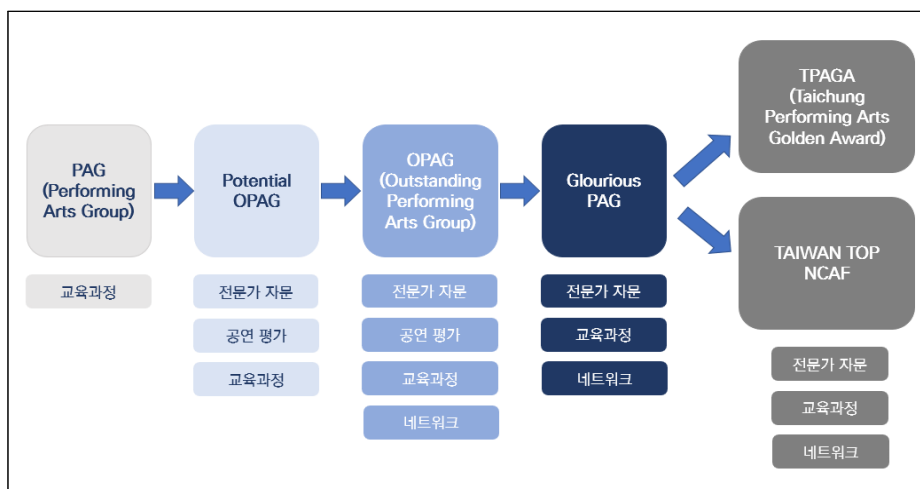 PAG
(Performing
Arts Group)
교육과정
Potential
OPAG
전문가 자문
공연 평가
교육과정
OPAG
(Outstanding
Performing
Arts Group)
전문가 자문
공연 평가
교육과정
네트워크
Glourious
PAG
전문가 자문
교육과정
네트워크
TPAGA
(Taichung
Performing Arts
Golden Award)
TAIWAN TOP
NCAF
전문가 자문
교육과정
네트워크